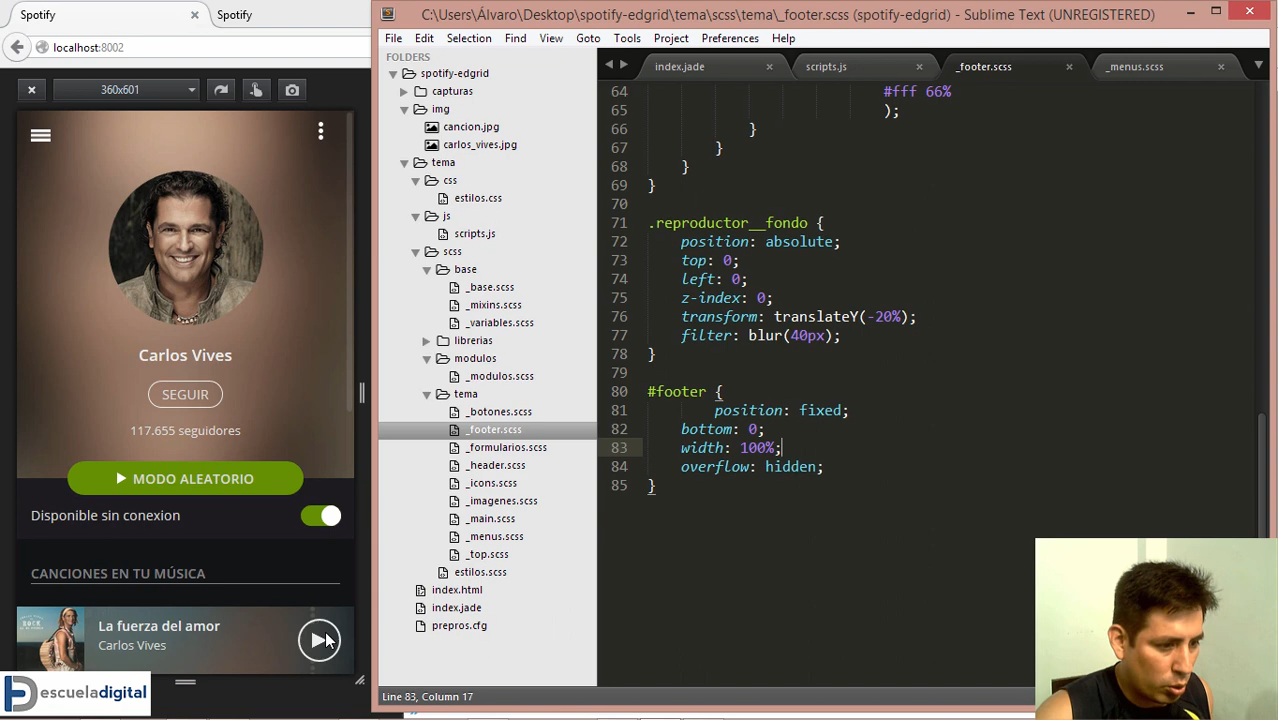 Spotify
Spotify
C:\Users\Álvaro\Desktop\spotify-edgrid\tema\scss\tema\_footer.scss (spotify-edgrid) - Sublime Text (UNREGISTERED)
localhost:8002
File Edit Selection Find View Goto Tools Project Preferences Help
360x601
FOLDERS
spotify-edgrid
capturas
img
cancion.jpg
carlos_vives.jpg
tema
css
estilos.css
js
scripts.js
scss
base
_base.scss
_mixins.scss
_variables.scss
librerias
modulos
_modulos.scss
tema
_botones.scss
_footer.scss
_formularios.scss
_header.scss
_icons.scss
_imagenes.scss
_main.scss
_menus.scss
_top.scss
estilos.scss
index.html
index.jade
prepros.cfg
index.jade
scripts.js
_footer.scss
_menus.scss
64 #fff 66%
65 );
66 }
67 }
68 }
69 }
70
71 .reproductor__fondo {
72 position: absolute;
73 top: 0;
74 left: 0;
75 z-index: 0;
76 transform: translateY(-20%);
77 filter: blur(40px);
78 }
79
80 #footer {
81 position: fixed;
82 bottom: 0;
83 width: 100%;
84 overflow: hidden;
85 }
Carlos Vives
SEGUIR
117.655 seguidores
MODO ALEATORIO
Disponible sin conexion
CANCIONES EN TU MÚSICA
La fuerza del amor
Carlos Vives
escueladigital
Line 83, Column 17